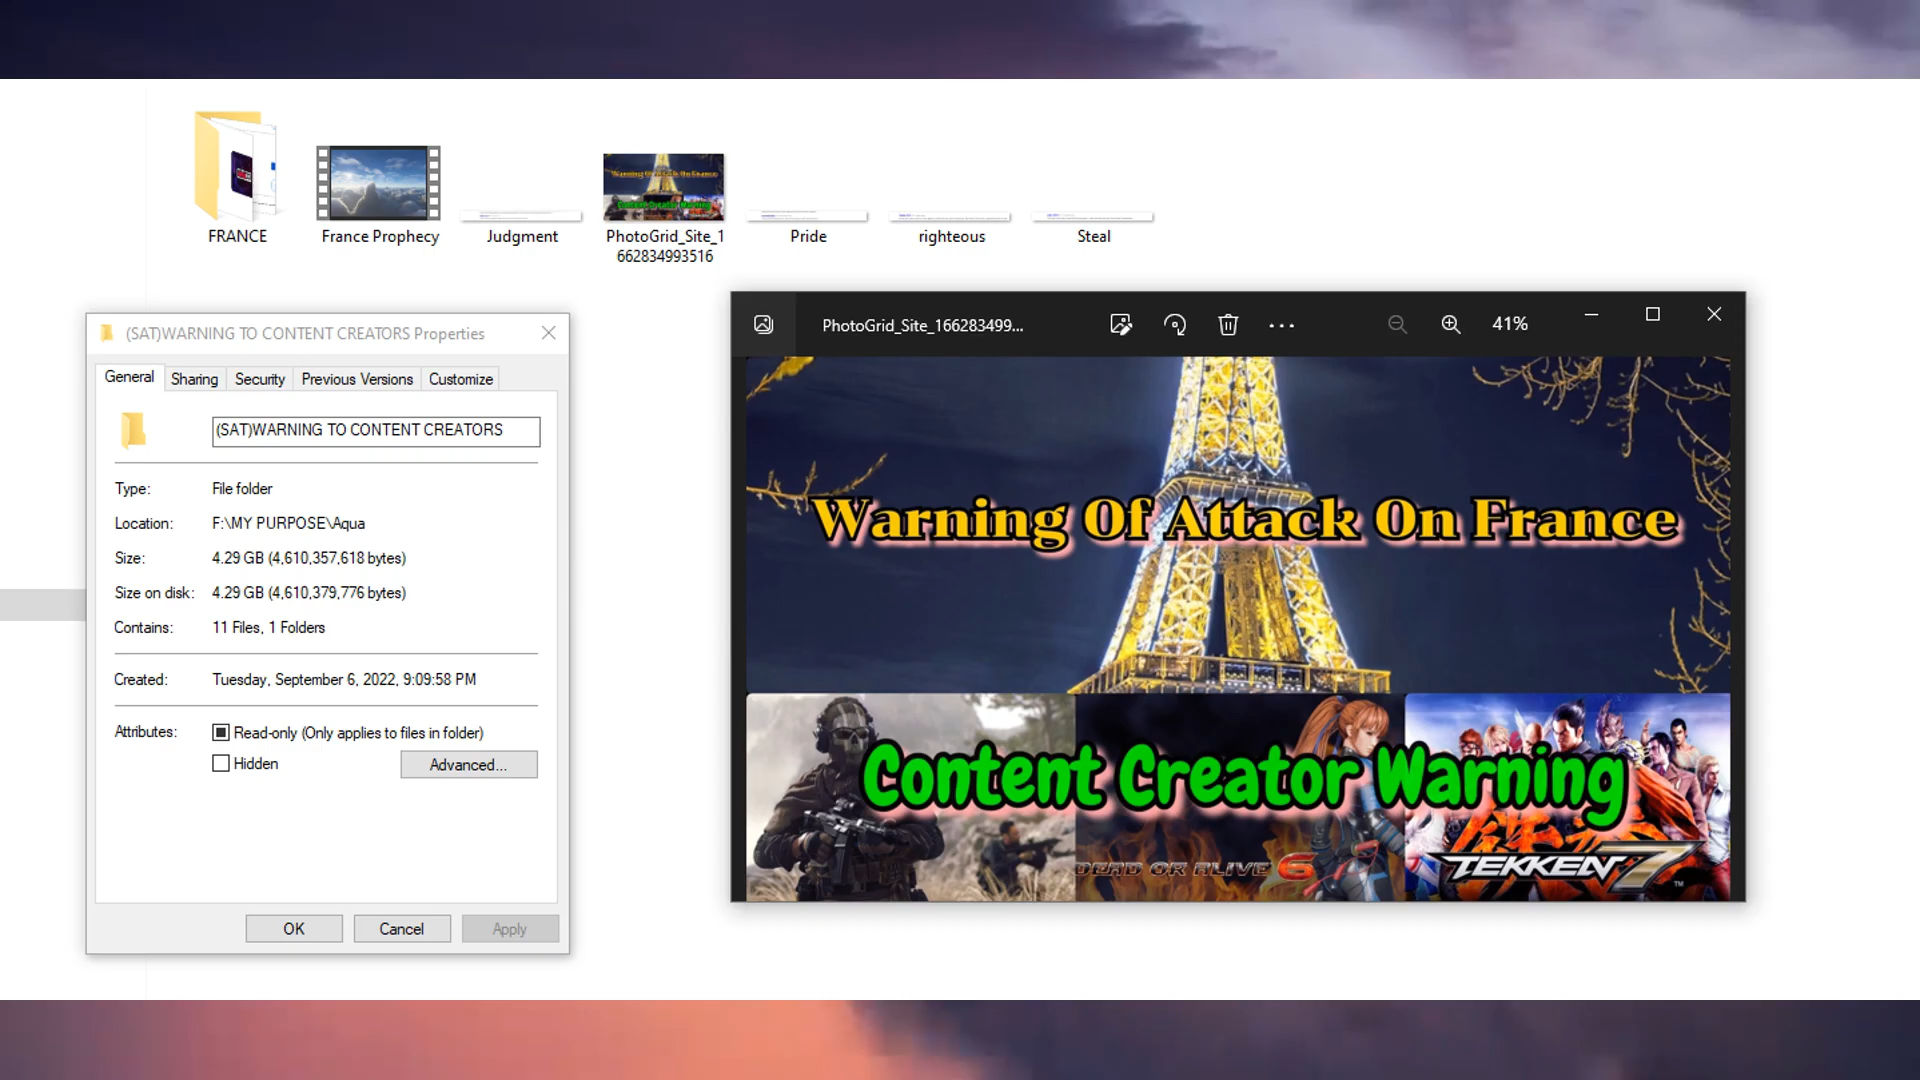 FRANCE
France Prophecy
Judgment
PhotoGrid_Site_1
662834993516
Pride
righteous
Steal
(SAT)WARNING TO CONTENT CREATORS Properties
General
Sharing
Security
Previous Versions
Customize
(SAT)WARNING TO CONTENT CREATORS
Type: File folder
Location: F:\MY PURPOSE\Aqua
Size: 4.29 GB (4,610,357,618 bytes)
Size on disk: 4.29 GB (4,610,379,776 bytes)
Contains: 11 Files, 1 Folders
Created: Tuesday, September 6, 2022, 9:09:58 PM
Attributes: Read-only (Only applies to files in folder)
Hidden
Advanced...
OK
Cancel
Apply
PhotoGrid_Site_166283499...
41%
Warning Of Attack On France
Content Creator Warning
DEAD OR ALIVE 6
TEKKEN 7
TM